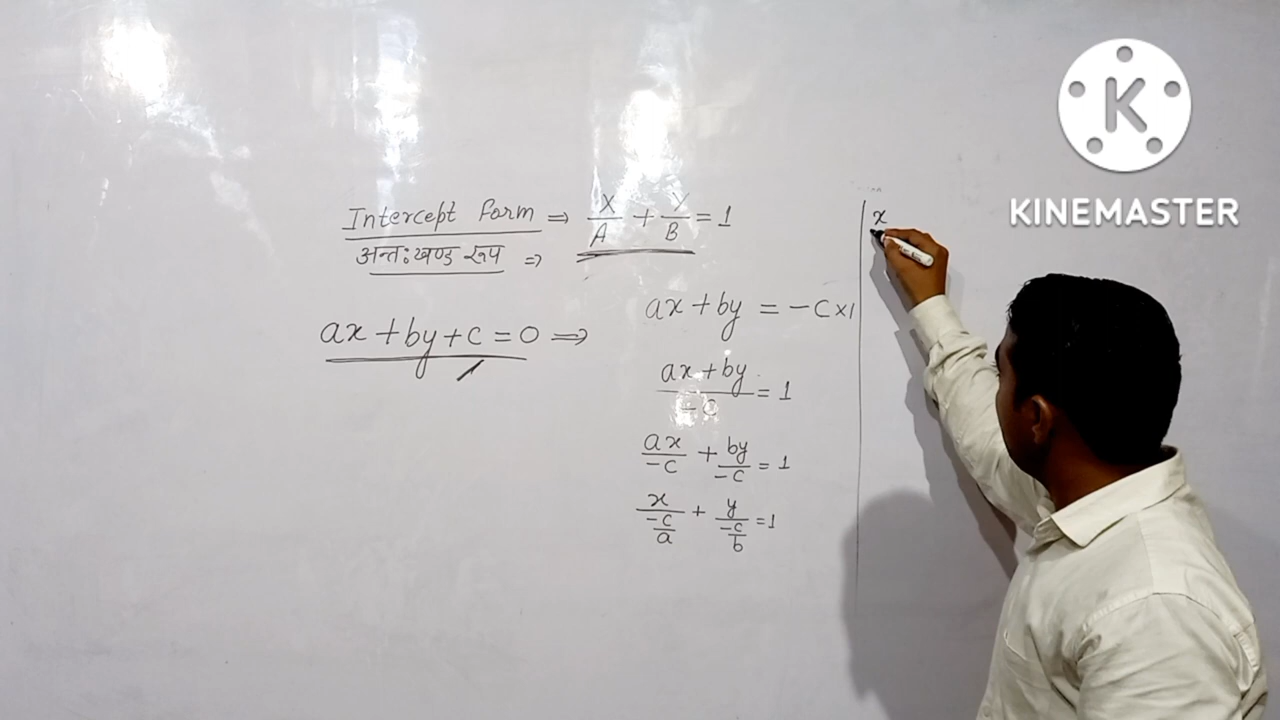 Intercept Form ⇒ X/A + Y/B = 1
अन्त:खण्ड रूप ⇒
ax + by + c = 0 ⇒
ax + by = -c×1
(ax + by)/-c = 1
ax/-c + by/-c = 1
x/(-c/a) + y/(-c/b) = 1
x
K
KINEMASTER